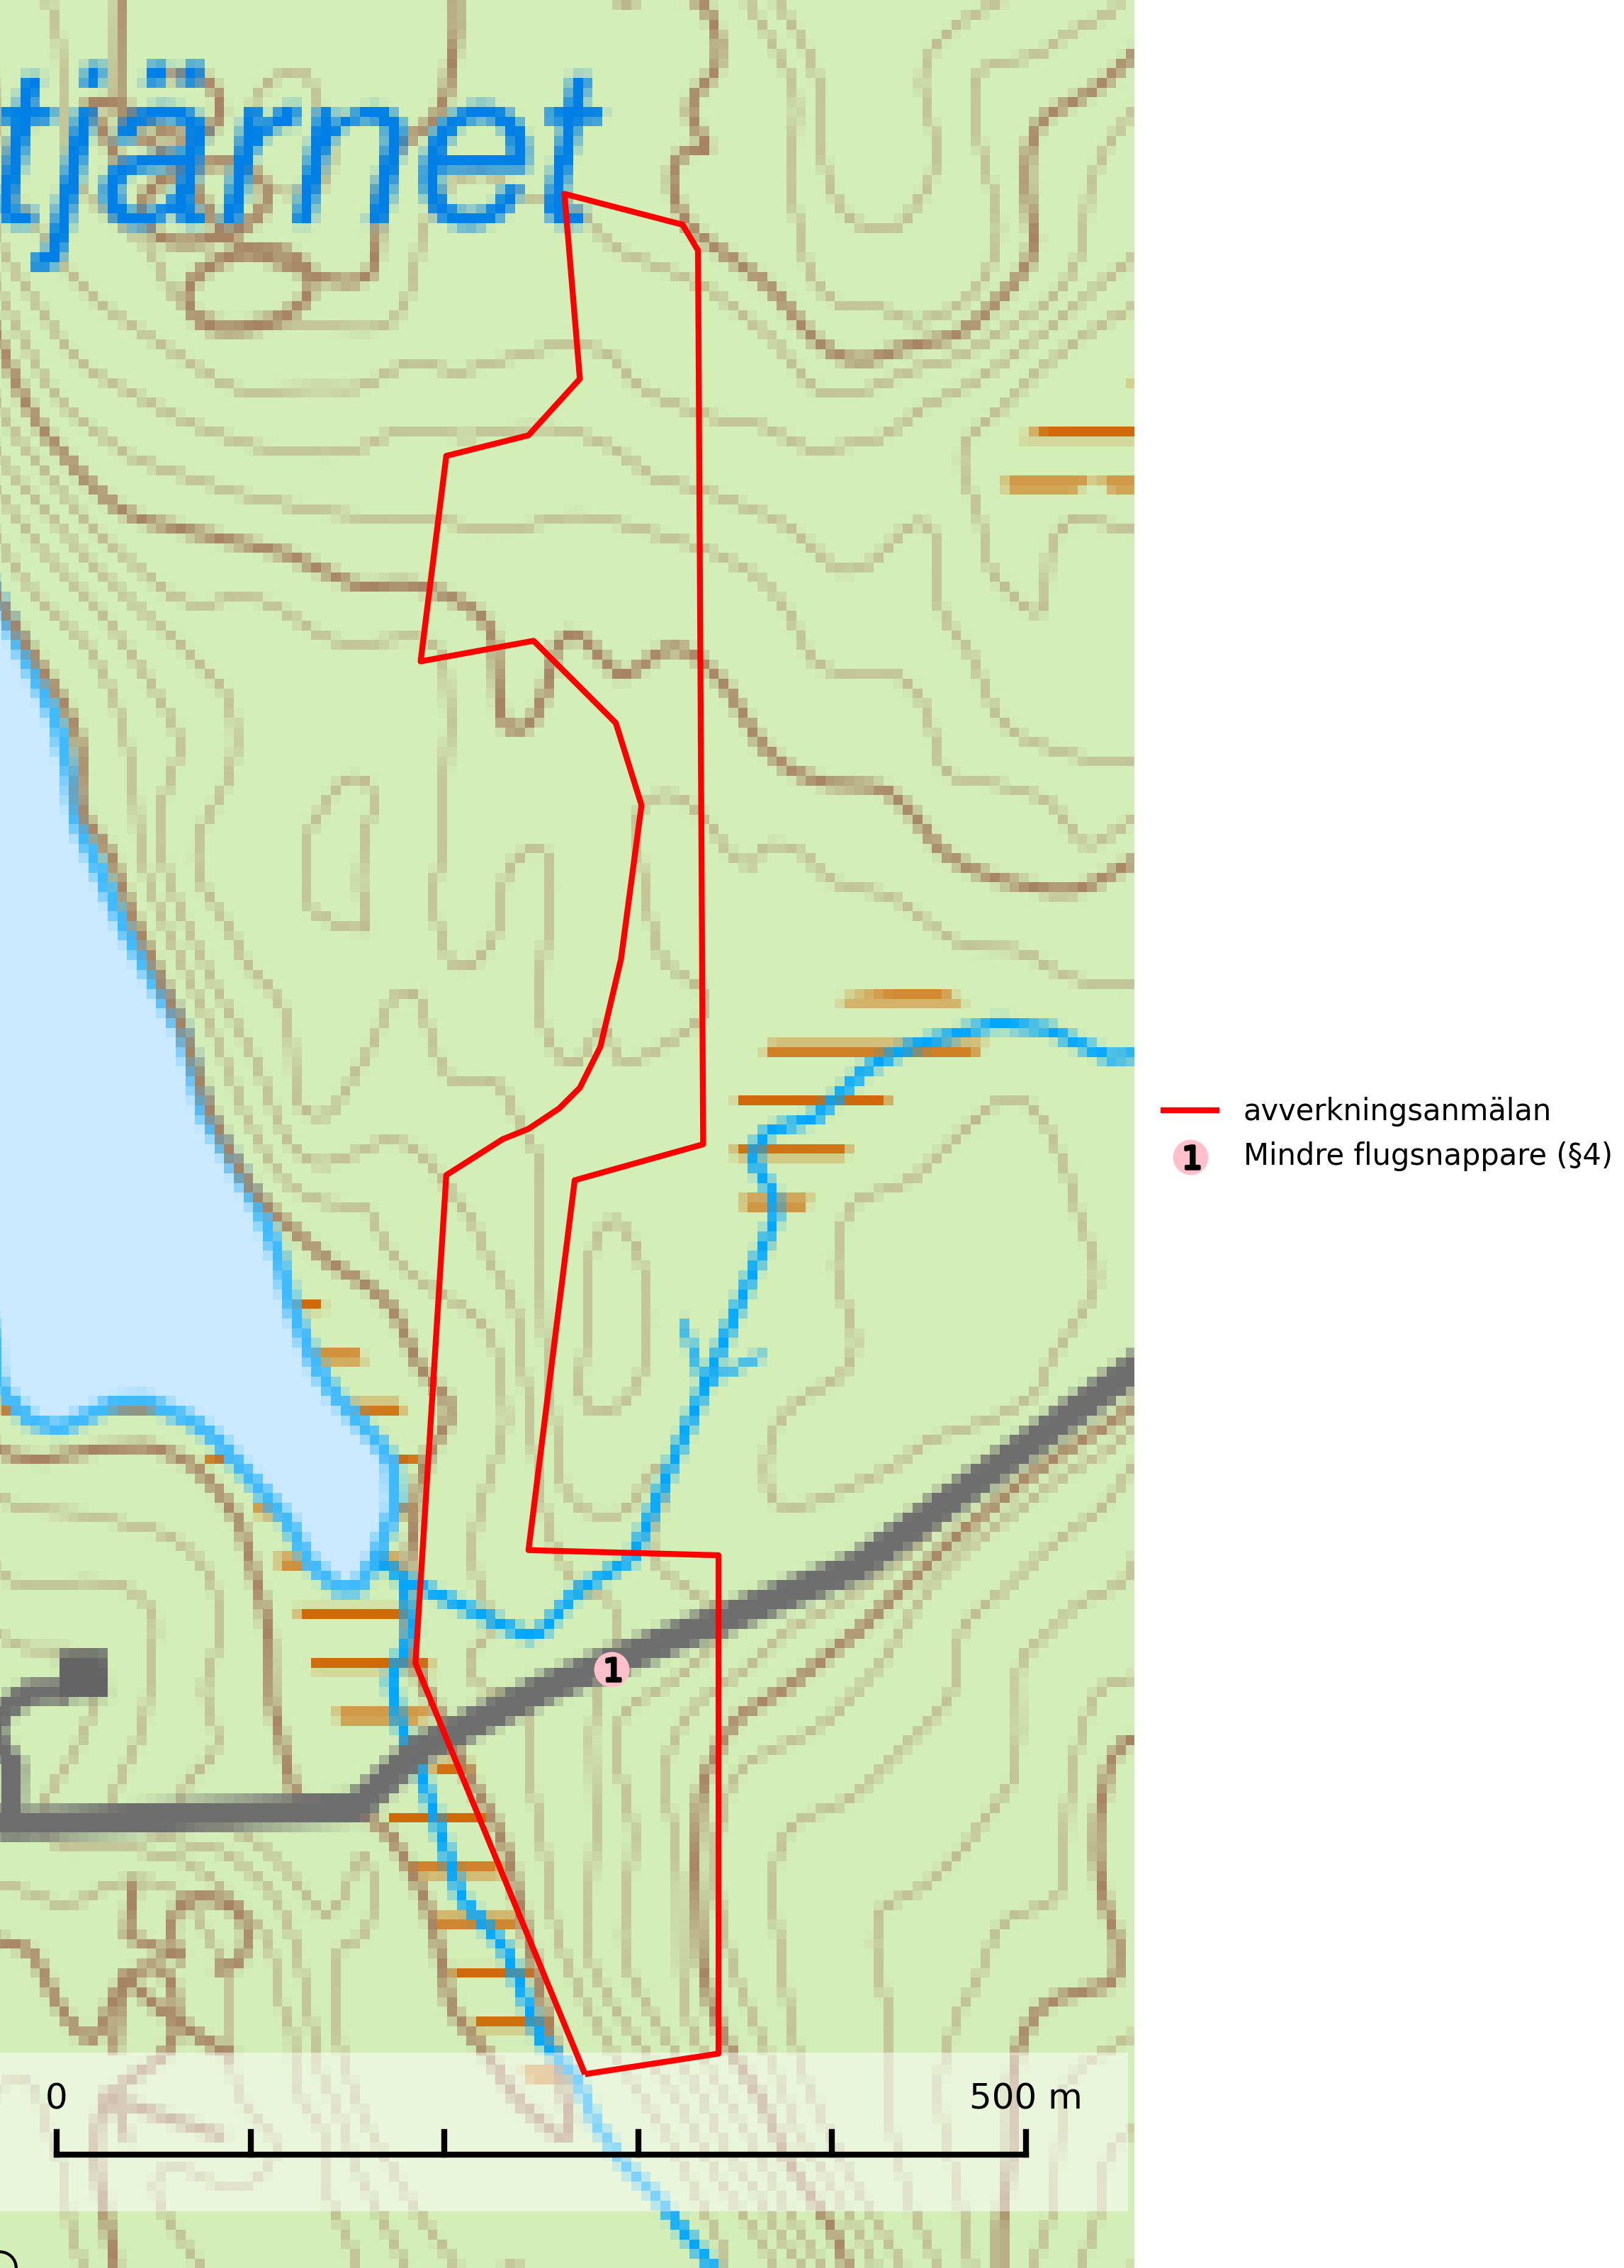 tjärnet
avverkningsanmälan
1 Mindre flugsnappare (§4)
1
0 500 m